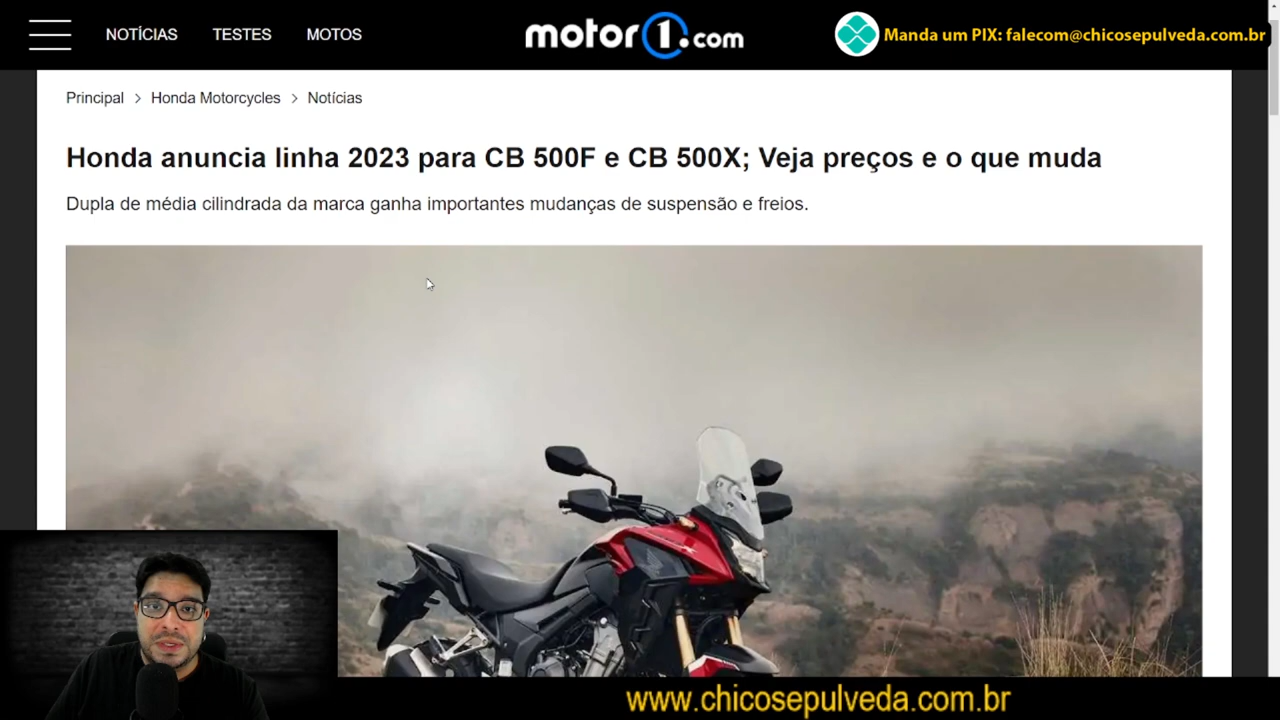 NOTÍCIAS TESTES MOTOS motor1.com Manda um PIX: falecom@chicosepulveda.com.br
Principal > Honda Motorcycles > Notícias
Honda anuncia linha 2023 para CB 500F e CB 500X; Veja preços e o que muda
Dupla de média cilindrada da marca ganha importantes mudanças de suspensão e freios.
www.chicosepulveda.com.br